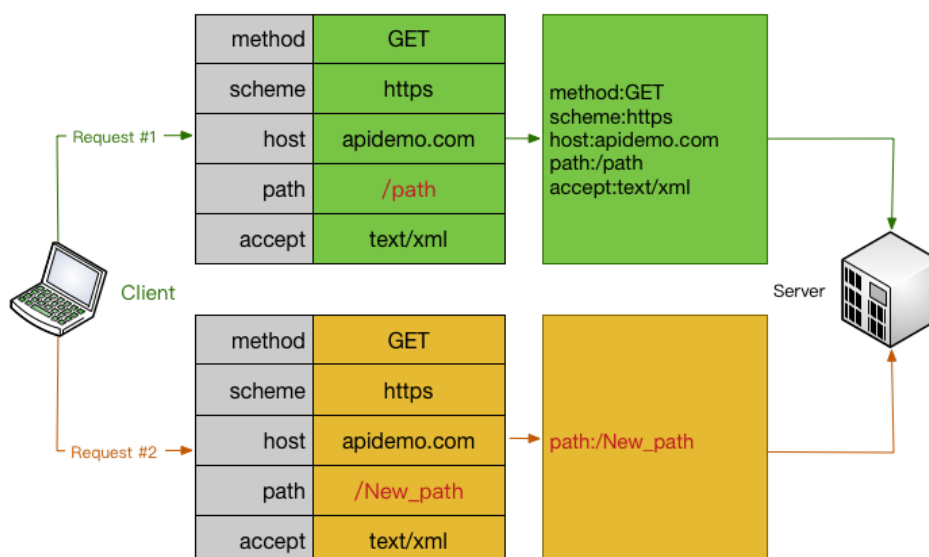 method GET
scheme https
Request #1
host apidemo.com
path /path
accept text/xml
method:GET
scheme:https
host:apidemo.com
path:/path
accept:text/xml
Client
Server
method GET
scheme https
Request #2
host apidemo.com
path /New_path
accept text/xml
path:/New_path